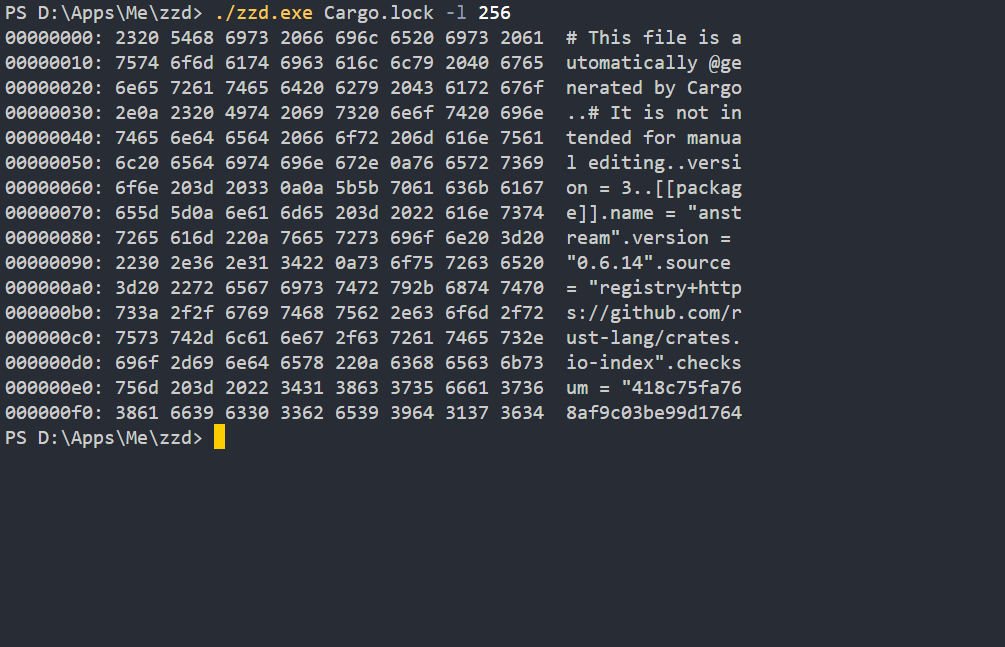 PS D:\Apps\Me\zzd> ./zzd.exe Cargo.lock -l 256
00000000: 2320 5468 6973 2066 696c 6520 6973 2061  # This file is a
00000010: 7574 6f6d 6174 6963 616c 6c79 2040 6765  utomatically @ge
00000020: 6e65 7261 7465 6420 6279 2043 6172 676f  nerated by Cargo
00000030: 2e0a 2320 4974 2069 7320 6e6f 7420 696e  ..# It is not in
00000040: 7465 6e64 6564 2066 6f72 206d 616e 7561  tended for manua
00000050: 6c20 6564 6974 696e 672e 0a76 6572 7369  l editing..versi
00000060: 6f6e 203d 2033 0a0a 5b5b 7061 636b 6167  on = 3..[[packag
00000070: 655d 5d0a 6e61 6d65 203d 2022 616e 7374  e]].name = "anst
00000080: 7265 616d 220a 7665 7273 696f 6e20 3d20  ream".version =
00000090: 2230 2e36 2e31 3422 0a73 6f75 7263 6520  "0.6.14".source
000000a0: 3d20 2272 6567 6973 7472 792b 6874 7470  = "registry+http
000000b0: 733a 2f2f 6769 7468 7562 2e63 6f6d 2f72  s://github.com/r
000000c0: 7573 742d 6c61 6e67 2f63 7261 7465 732e  ust-lang/crates.
000000d0: 696f 2d69 6e64 6578 220a 6368 6563 6b73  io-index".checks
000000e0: 756d 203d 2022 3431 3863 3735 6661 3736  um = "418c75fa76
000000f0: 3861 6639 6330 3362 6539 3964 3137 3634  8af9c03be99d1764
PS D:\Apps\Me\zzd>